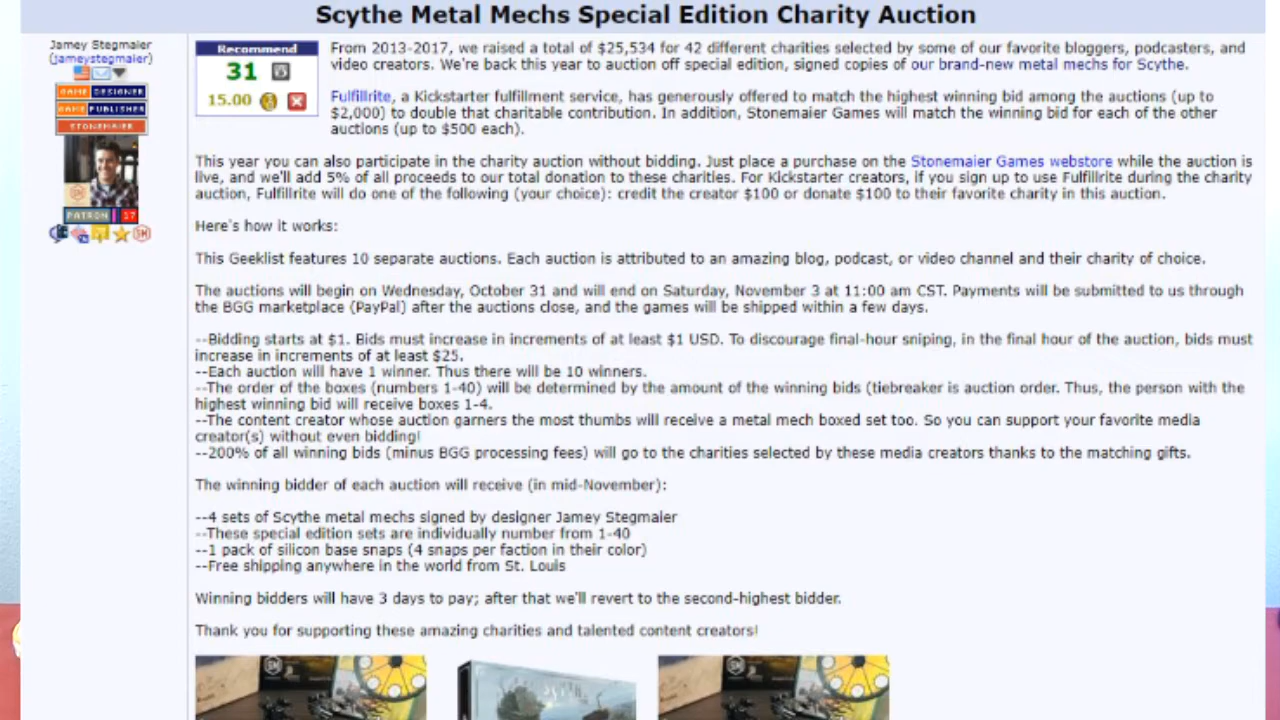 Scythe Metal Mechs Special Edition Charity Auction
Jamey Stegmaier
(jameystegmaier)
GAME DESIGNER
GAME PUBLISHER
STONEMAIER
PATRON 17
Recommend
31
15.00
From 2013-2017, we raised a total of $25,534 for 42 different charities selected by some of our favorite bloggers, podcasters, and
video creators. We're back this year to auction off special edition, signed copies of our brand-new metal mechs for Scythe.
Fulfillrite, a Kickstarter fulfillment service, has generously offered to match the highest winning bid among the auctions (up to
$2,000) to double that charitable contribution. In addition, Stonemaier Games will match the winning bid for each of the other
auctions (up to $500 each).
This year you can also participate in the charity auction without bidding. Just place a purchase on the Stonemaier Games webstore while the auction is
live, and we'll add 5% of all proceeds to our total donation to these charities. For Kickstarter creators, if you sign up to use Fulfillrite during the charity
auction, Fulfillrite will do one of the following (your choice): credit the creator $100 or donate $100 to their favorite charity in this auction.
Here's how it works:
This Geeklist features 10 separate auctions. Each auction is attributed to an amazing blog, podcast, or video channel and their charity of choice.
The auctions will begin on Wednesday, October 31 and will end on Saturday, November 3 at 11:00 am CST. Payments will be submitted to us through
the BGG marketplace (PayPal) after the auctions close, and the games will be shipped within a few days.
--Bidding starts at $1. Bids must increase in increments of at least $1 USD. To discourage final-hour sniping, in the final hour of the auction, bids must
increase in increments of at least $25.
--Each auction will have 1 winner. Thus there will be 10 winners.
--The order of the boxes (numbers 1-40) will be determined by the amount of the winning bids (tiebreaker is auction order. Thus, the person with the
highest winning bid will receive boxes 1-4.
--The content creator whose auction garners the most thumbs will receive a metal mech boxed set too. So you can support your favorite media
creator(s) without even bidding!
--200% of all winning bids (minus BGG processing fees) will go to the charities selected by these media creators thanks to the matching gifts.
The winning bidder of each auction will receive (in mid-November):
--4 sets of Scythe metal mechs signed by designer Jamey Stegmaier
--These special edition sets are individually number from 1-40
--1 pack of silicon base snaps (4 snaps per faction in their color)
--Free shipping anywhere in the world from St. Louis
Winning bidders will have 3 days to pay; after that we'll revert to the second-highest bidder.
Thank you for supporting these amazing charities and talented content creators!
SCYTHE